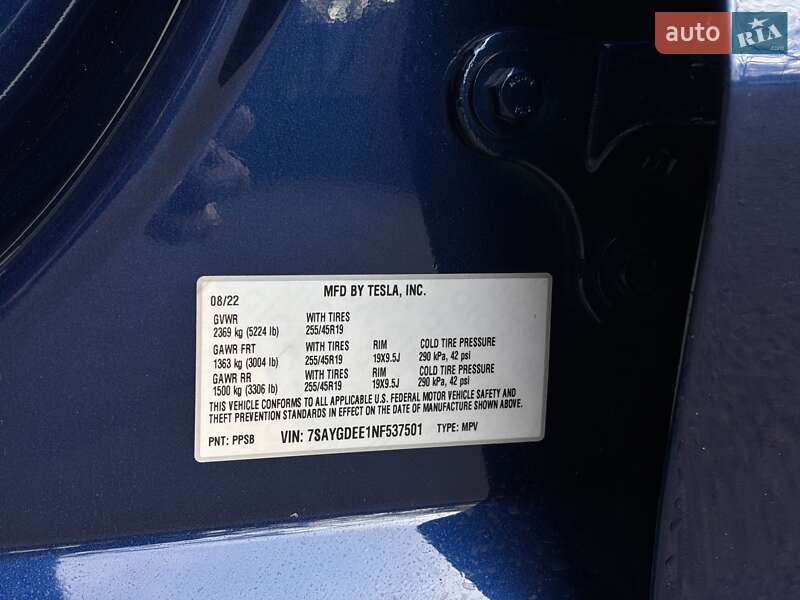 auto RIA
.com
08/22 MFD BY TESLA, INC.
GVWR WITH TIRES
2369 kg (5224 lb) 255/45R19
GAWR FRT WITH TIRES RIM COLD TIRE PRESSURE
1363 kg (3004 lb) 255/45R19 19X9.5J 290 kPa, 42 psi
GAWR RR WITH TIRES RIM COLD TIRE PRESSURE
1500 kg (3306 lb) 255/45R19 19X9.5J 290 kPa, 42 psi
THIS VEHICLE CONFORMS TO ALL APPLICABLE U.S. FEDERAL MOTOR VEHICLE SAFETY AND
THEFT PREVENTION STANDARDS IN EFFECT ON THE DATE OF MANUFACTURE SHOWN ABOVE.
PNT: PPSB VIN: 7SAYGDEE1NF537501 TYPE: MPV